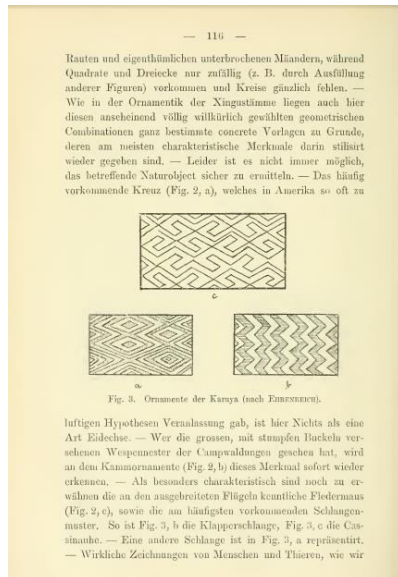 — 116 —
Rauten und eigenthümlichen unterbrochenen Mäandern, während
Quadrate und Dreiecke nur zufällig (z. B. durch Ausfüllung
anderer Figuren) vorkommen und Kreise gänzlich fehlen. —
Wie in der Ornamentik der Xingustämme liegen auch hier
diesen anscheinend völlig willkürlich gewählten geometrischen
Combinationen ganz bestimmte concrete Vorlagen zu Grunde,
deren am meisten charakteristische Merkmale darin stilisirt
wieder gegeben sind. — Leider ist es nicht immer möglich,
das betreffende Naturobject sicher zu ermitteln. — Das häufig
vorkommende Kreuz (Fig. 2, a), welches in Amerika so oft zu
c
a b
Fig. 3. Ornamente der Karaya (nach Ehrenreich).
luftigen Hypothesen Veranlassung gab, ist hier Nichts als eine
Art Eidechse. — Wer die grossen, mit stumpfen Buckeln ver-
sehenen Wespennester der Campwaldungen gesehen hat, wird
an dem Kammornamente (Fig. 2, b) dieses Merkmal sofort wieder
erkennen. — Als besonders charakteristisch sind noch zu er-
wähnen die an den ausgebreiteten Flügeln kenntliche Fledermaus
(Fig. 2, c), sowie die am häufigsten vorkommenden Schlangen-
muster. So ist Fig. 3, b die Klapperschlange, Fig. 3, c die Cas-
sinauhe. — Eine andere Schlange ist in Fig. 3, a repräsentirt.
— Wirkliche Zeichnungen von Menschen und Thieren, wie wir